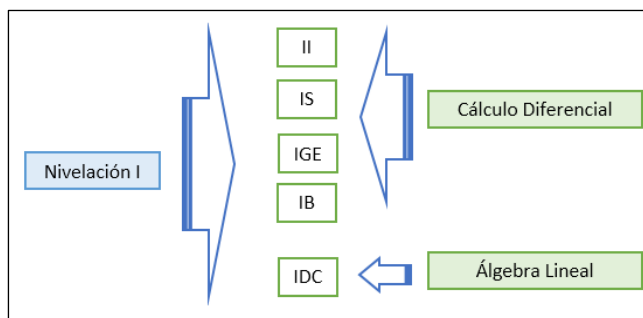 II
IS
Cálculo Diferencial
IGE
Nivelación I
IB
IDC
Álgebra Lineal